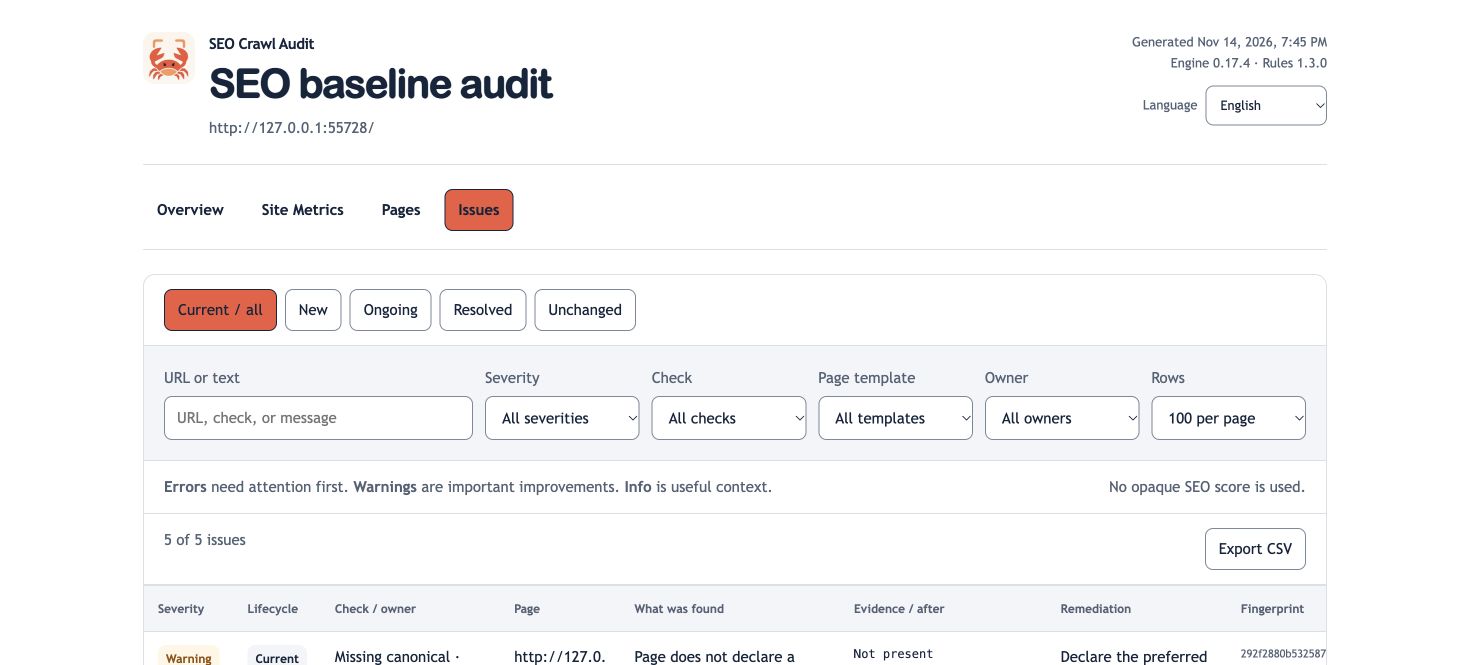 SEO Crawl Audit
SEO baseline audit
http://127.0.0.1:55728/
Generated Nov 14, 2026, 7:45 PM
Engine 0.17.4 · Rules 1.3.0
Language English
Overview Site Metrics Pages Issues
Current / all New Ongoing Resolved Unchanged
URL or text Severity Check Page template Owner Rows
URL, check, or message All severities All checks All templates All owners 100 per page
Errors need attention first. Warnings are important improvements. Info is useful context. No opaque SEO score is used.
5 of 5 issues
Export CSV
Severity Lifecycle Check / owner Page What was found Evidence / after Remediation Fingerprint
Warning Current Missing canonical · http://127.0. Page does not declare a Not present Declare the preferred 292f2880b532587